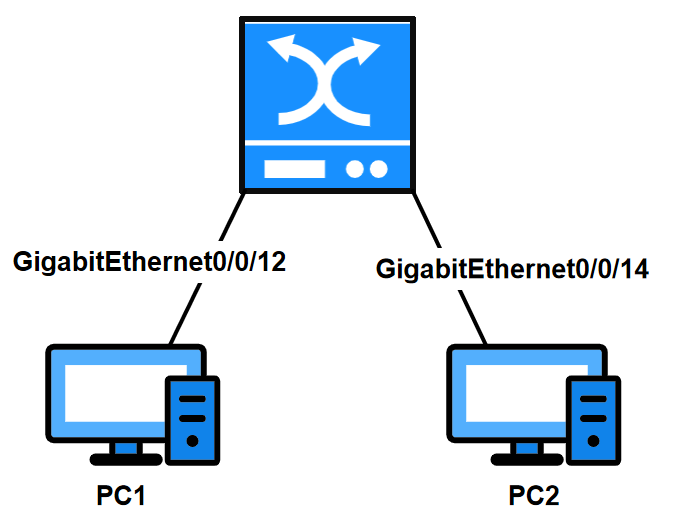 GigabitEthernet0/0/12
GigabitEthernet0/0/14
PC1
PC2